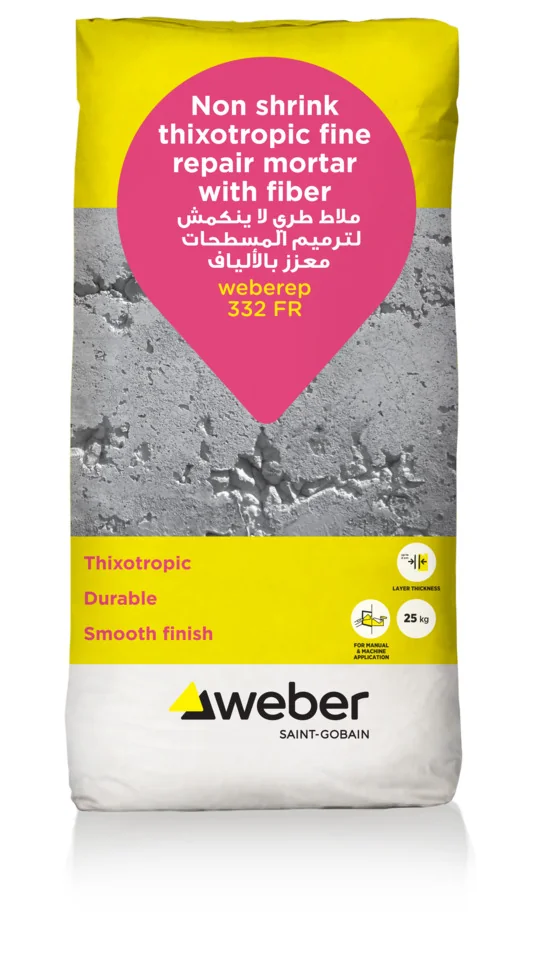 Non shrink
thixotropic fine
repair mortar
with fiber
ملاط طري لا ينكمش
لترميم المسطحات
معزز بالألياف
weberep
332 FR
Thixotropic
Durable
Smooth finish
LAYER THICKNESS
25 kg
FOR MANUAL
& MACHINE
APPLICATION
weber
SAINT-GOBAIN